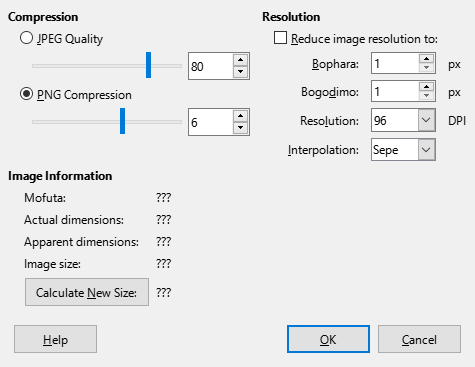 Compression
JPEG Quality
80
PNG Compression
6
Resolution
Reduce image resolution to:
Bophara: 1 px
Bogodimo: 1 px
Resolution: 96 DPI
Interpolation: Sepe
Image Information
Mofuta: ???
Actual dimensions: ???
Apparent dimensions: ???
Image size: ???
Calculate New Size: ???
Help
OK
Cancel